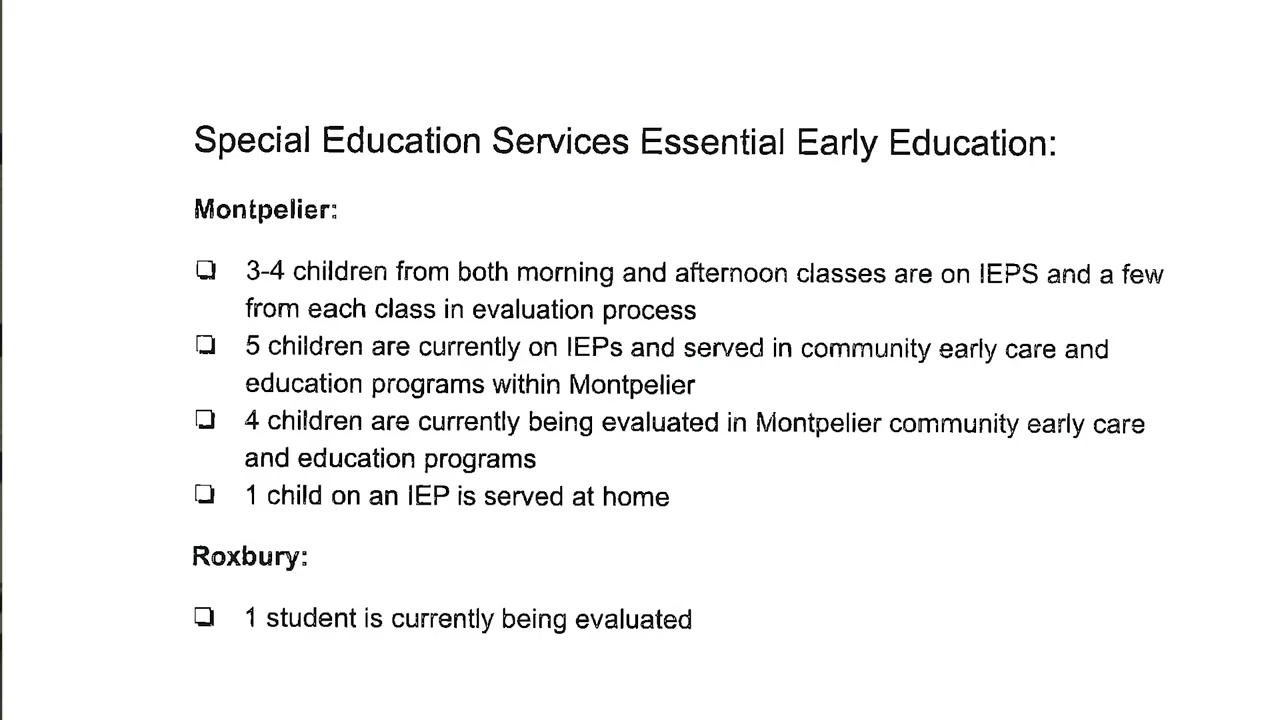 Special Education Services Essential Early Education:
Montpelier:
❏ 3-4 children from both morning and afternoon classes are on IEPS and a few
from each class in evaluation process
❏ 5 children are currently on IEPs and served in community early care and
education programs within Montpelier
❏ 4 children are currently being evaluated in Montpelier community early care
and education programs
❏ 1 child on an IEP is served at home
Roxbury:
❏ 1 student is currently being evaluated